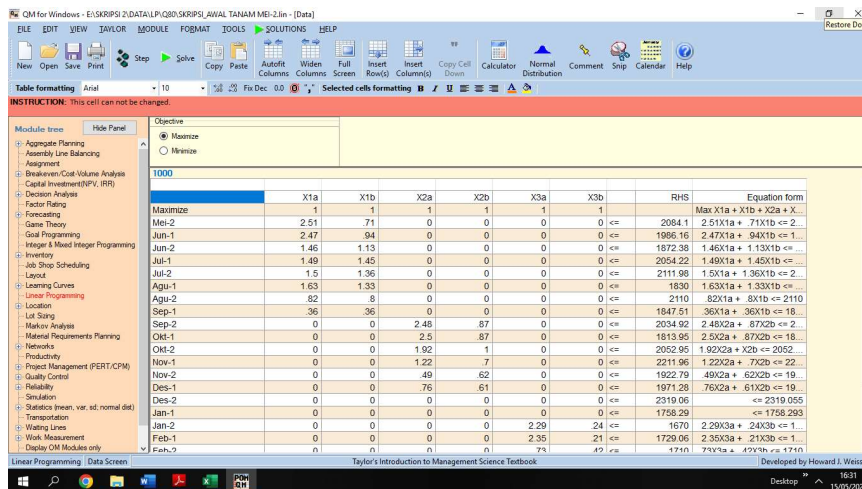 QM for Windows - E:\SKRIPSI 2\DATA\LP\Q80\SKRIPSI_AWAL TANAM MEI-2.lin - [Data]
Restore Do
FILE EDIT VIEW TAYLOR MODULE FORMAT TOOLS SOLUTIONS HELP
New Open Save Print Step Solve Copy Paste Autofit Columns Widen Columns Full Screen Insert Row(s) Insert Column(s) Copy Cell Down Calculator Normal Distribution Comment Snip Calendar Help
Table formatting Arial 10 Fix Dec 0.0 Selected cells formatting B I U
INSTRUCTION: This cell can not be changed.
Module tree Hide Panel
Aggregate Planning
Assembly Line Balancing
Assignment
Breakeven/Cost-Volume Analysis
Capital Investment(NPV, IRR)
Decision Analysis
Factor Rating
Forecasting
Game Theory
Goal Programming
Integer & Mixed Integer Programming
Inventory
Job Shop Scheduling
Layout
Learning Curves
Linear Programming
Location
Lot Sizing
Markov Analysis
Material Requirements Planning
Networks
Productivity
Project Management (PERT/CPM)
Quality Control
Reliability
Simulation
Statistics (mean, var, sd; normal dist)
Transportation
Waiting Lines
Work Measurement
Display OM Modules only
Objective
Maximize
Minimize
1000
X1a X1b X2a X2b X3a X3b RHS Equation form
Maximize 1 1 1 1 1 1 Max X1a + X1b + X2a + X...
Mei-2 2.51 .71 0 0 0 0 <= 2084.1 2.51X1a + .71X1b <= 2...
Jun-1 2.47 .94 0 0 0 0 <= 1986.16 2.47X1a + .94X1b <= 1...
Jun-2 1.46 1.13 0 0 0 0 <= 1872.38 1.46X1a + 1.13X1b <= ...
Jul-1 1.49 1.45 0 0 0 0 <= 2054.22 1.49X1a + 1.45X1b <= ...
Jul-2 1.5 1.36 0 0 0 0 <= 2111.98 1.5X1a + 1.36X1b <= 2...
Agu-1 1.63 1.33 0 0 0 0 <= 1830 1.63X1a + 1.33X1b <= ...
Agu-2 .82 .8 0 0 0 0 <= 2110 .82X1a + .8X1b <= 2110
Sep-1 .36 .36 0 0 0 0 <= 1847.51 .36X1a + .36X1b <= 18...
Sep-2 0 0 2.48 .87 0 0 <= 2034.92 2.48X2a + .87X2b <= 2...
Okt-1 0 0 2.5 .87 0 0 <= 1813.95 2.5X2a + .87X2b <= 18...
Okt-2 0 0 1.92 1 0 0 <= 2052.95 1.92X2a + X2b <= 2052....
Nov-1 0 0 1.22 .7 0 0 <= 2211.96 1.22X2a + .7X2b <= 22...
Nov-2 0 0 .49 .62 0 0 <= 1922.79 .49X2a + .62X2b <= 19...
Des-1 0 0 .76 .61 0 0 <= 1971.28 .76X2a + .61X2b <= 19...
Des-2 0 0 0 0 0 0 <= 2319.06 <= 2319.055
Jan-1 0 0 0 0 0 0 <= 1758.29 <= 1758.293
Jan-2 0 0 0 0 2.29 .24 <= 1670 2.29X3a + .24X3b <= 1...
Feb-1 0 0 0 0 2.35 .21 <= 1729.06 2.35X3a + .21X3b <= 1...
Feb-2 0 0 0 0 .73 .42 <= 1710 .73X3a + .42X3b <= 1710
Linear Programming Data Screen Taylor's Introduction to Management Science Textbook Developed by Howard J. Weiss
Desktop 16:31
15/05/202